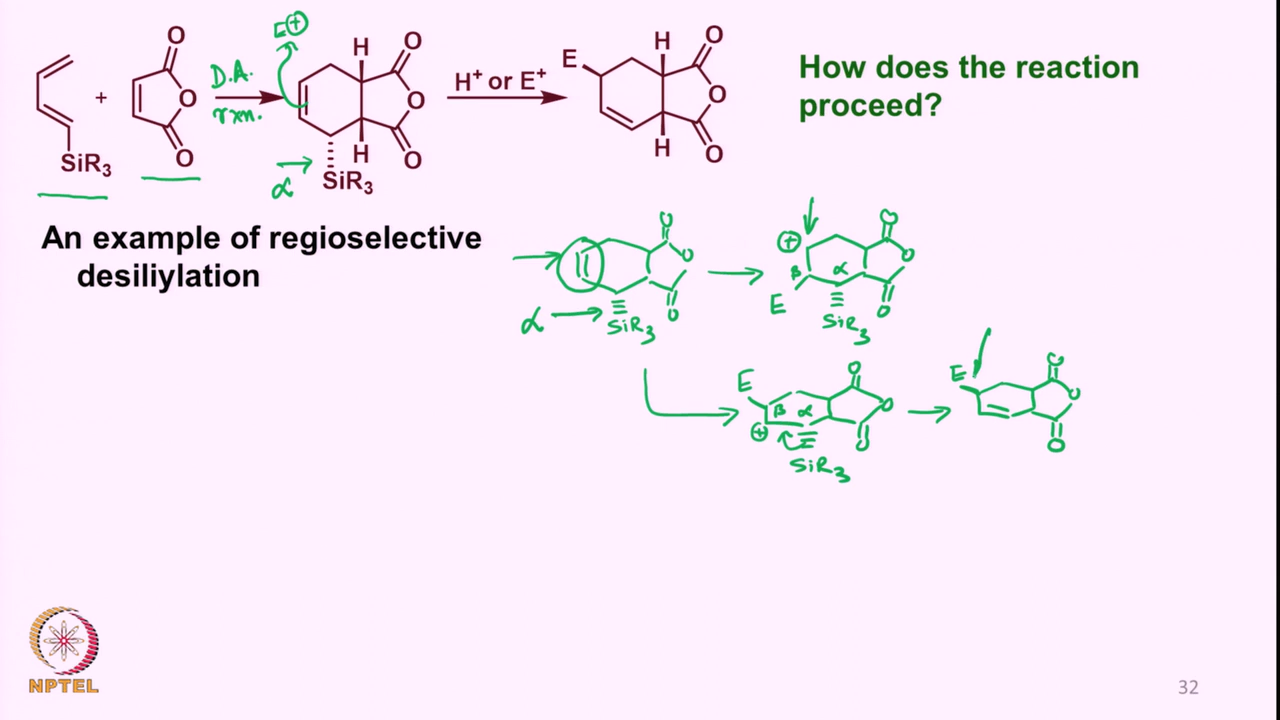 E⊕
O
H
O
D.A.
H
O
E
+
O
rxn.
O
H⁺ or E⁺
O
O
H
O
H
O
SiR₃
α
SiR₃
How does the reaction
proceed?
An example of regioselective
desiliylation
O
O
O
α
SiR₃
⊕
O
O
β
α
E
O
SiR₃
E
O
β α
O
⊕
O
SiR₃
E
O
O
O
NPTEL
32